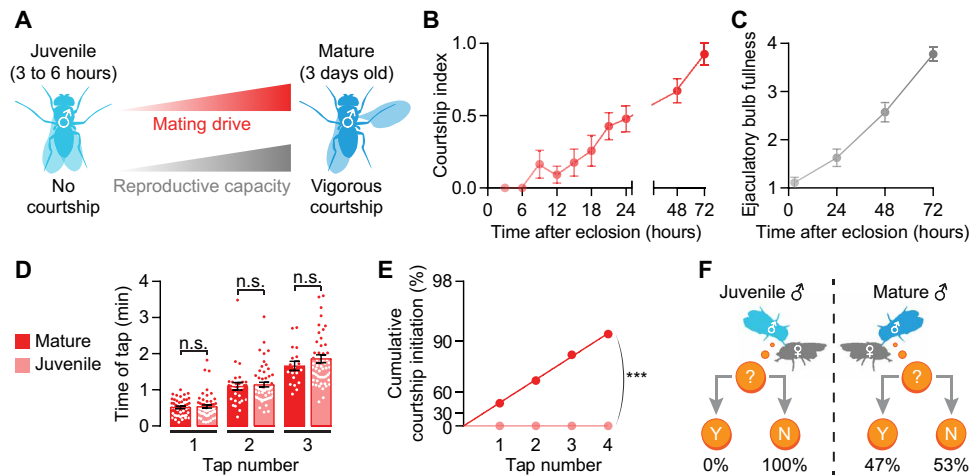 A
Juvenile
(3 to 6 hours)
Mature
(3 days old)
♂
♂
Mating drive
Reproductive capacity
No
courtship
Vigorous
courtship
B
Courtship index
1.0
0.5
0.0
0 6 12 18 24 48 72
Time after eclosion (hours)
C
Ejaculatory bulb fullness
4
3
2
1
0 24 48 72
Time after eclosion (hours)
D
Mature
Juvenile
Time of tap (min)
4
3
2
1
0
n.s.
n.s.
n.s.
1 2 3
Tap number
E
Cumulative
courtship initiation (%)
98
90
60
30
0
***
1 2 3 4
Tap number
F
Juvenile ♂
Mature ♂
♀
♀
?
?
Y N
Y N
0% 100%
47% 53%